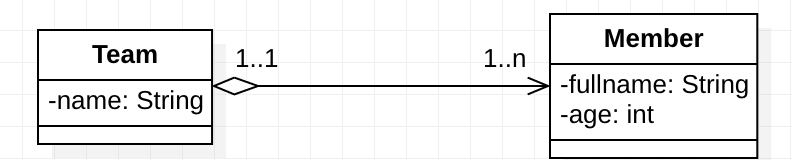 Team
-name: String
1..1
1..n
Member
-fullname: String
-age: int